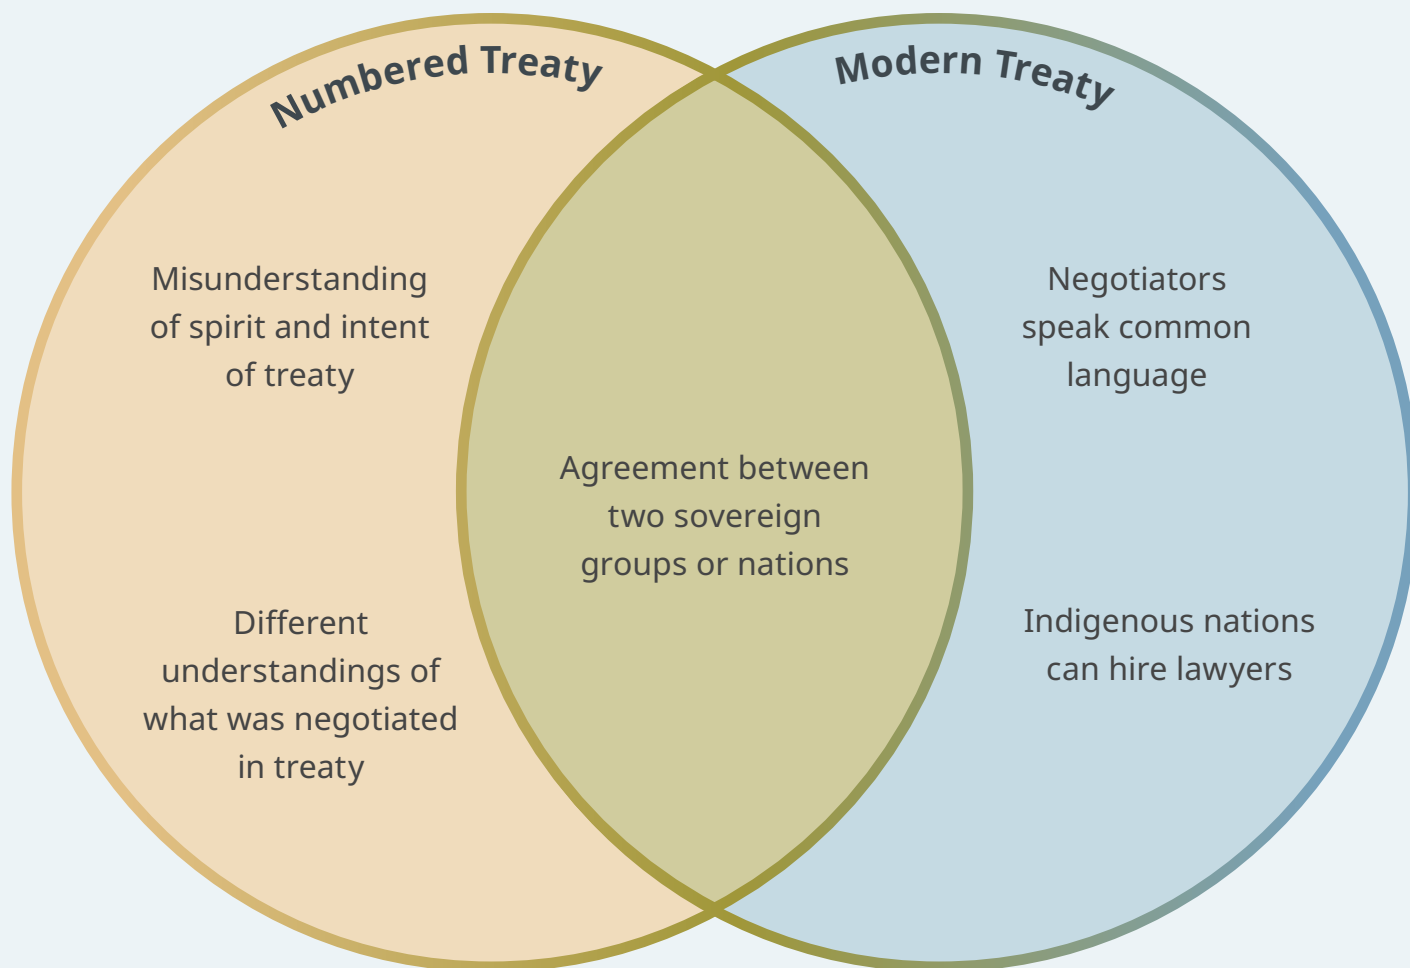 Numbered Treaty
Modern Treaty
Misunderstanding
of spirit and intent
of treaty
Different
understandings of
what was negotiated
in treaty
Agreement between
two sovereign
groups or nations
Negotiators
speak common
language
Indigenous nations
can hire lawyers